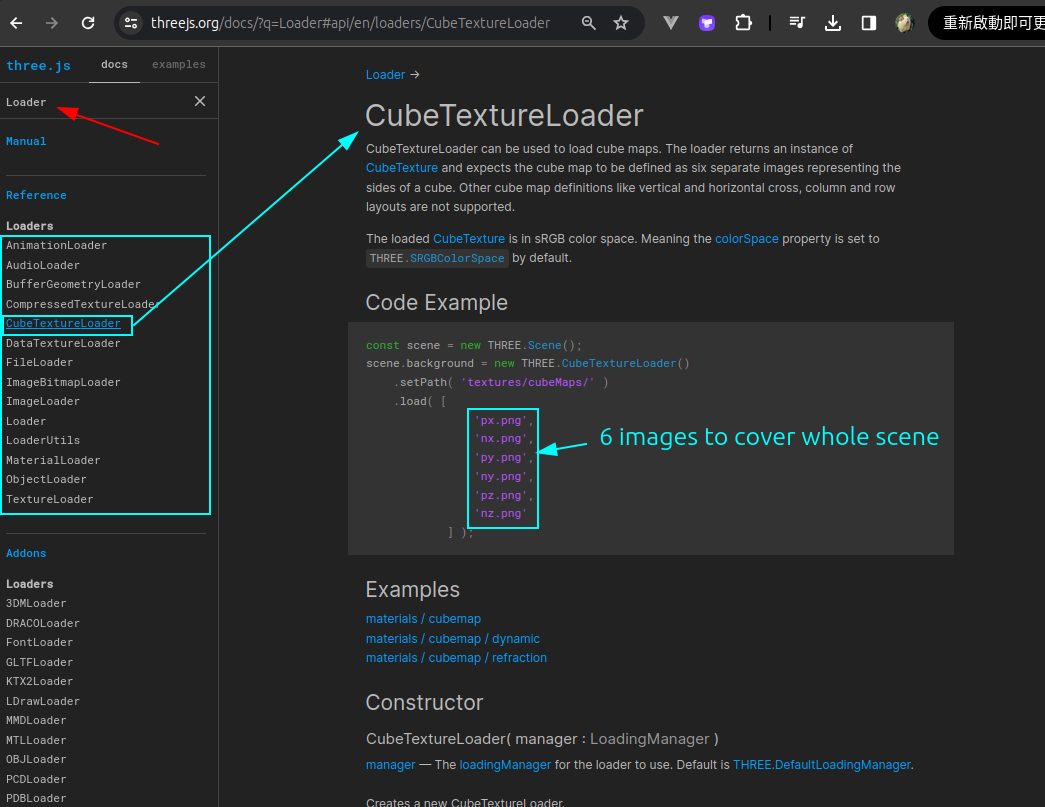 threejs.org/docs/?q=Loader#api/en/loaders/CubeTextureLoader
重新啟動即可更
three.js docs examples
Loader
Manual
Reference
Loaders
AnimationLoader
AudioLoader
BufferGeometryLoader
CompressedTextureLoader
CubeTextureLoader
DataTextureLoader
FileLoader
ImageBitmapLoader
ImageLoader
Loader
LoaderUtils
MaterialLoader
ObjectLoader
TextureLoader
Addons
Loaders
3DMLoader
DRACOLoader
FontLoader
GLTFLoader
KTX2Loader
LDrawLoader
MMDLoader
MTLLoader
OBJLoader
PCDLoader
PDBLoader
Loader →
CubeTextureLoader
CubeTextureLoader can be used to load cube maps. The loader returns an instance of
CubeTexture and expects the cube map to be defined as six separate images representing the
sides of a cube. Other cube map definitions like vertical and horizontal cross, column and row
layouts are not supported.
The loaded CubeTexture is in sRGB color space. Meaning the colorSpace property is set to
THREE.SRGBColorSpace by default.
Code Example
const scene = new THREE.Scene();
scene.background = new THREE.CubeTextureLoader()
.setPath( 'textures/cubeMaps/' )
.load( [
'px.png',
'nx.png',
'py.png',
'ny.png',
'pz.png',
'nz.png'
] );
6 images to cover whole scene
Examples
materials / cubemap
materials / cubemap / dynamic
materials / cubemap / refraction
Constructor
CubeTextureLoader( manager : LoadingManager )
manager — The loadingManager for the loader to use. Default is THREE.DefaultLoadingManager.
Creates a new CubeTextureLoader.